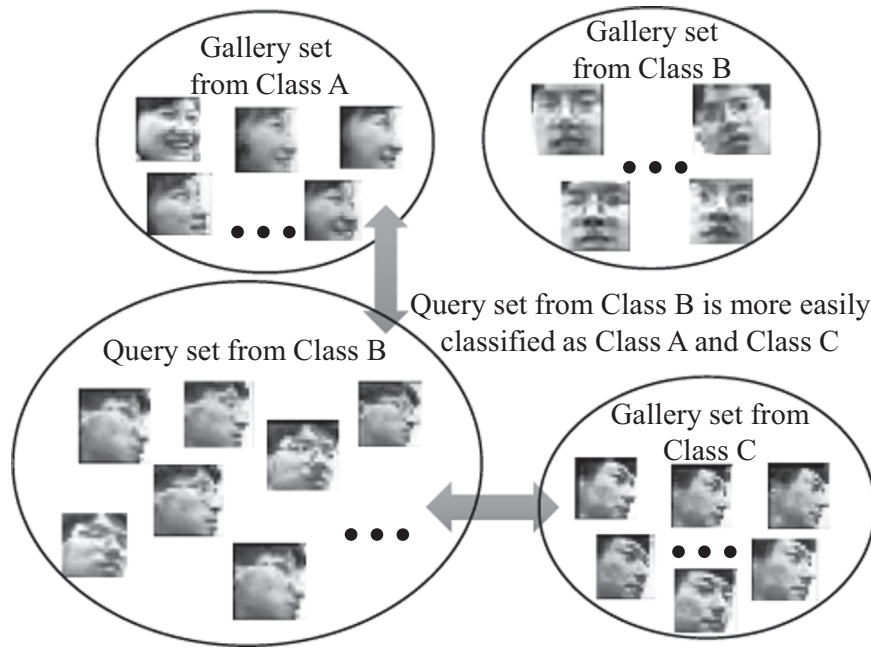 Gallery set
from Class A
Gallery set
from Class B
Query set from Class B is more easily
classified as Class A and Class C
Query set from Class B
Gallery set from
Class C